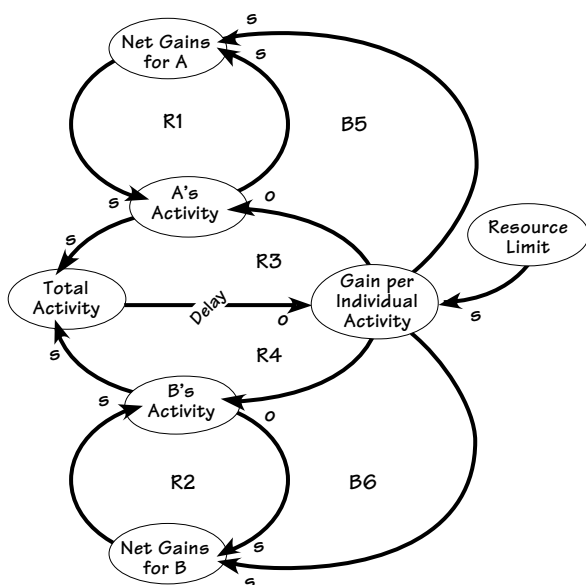 s
Net Gains
for A
s
R1
B5
s
A's
Activity
o
s
Resource
Limit
R3
Total
Activity
Delay
o
Gain per
Individual
Activity
s
s
R4
s
B's
Activity
o
R2
B6
s
Net Gains
for B
s